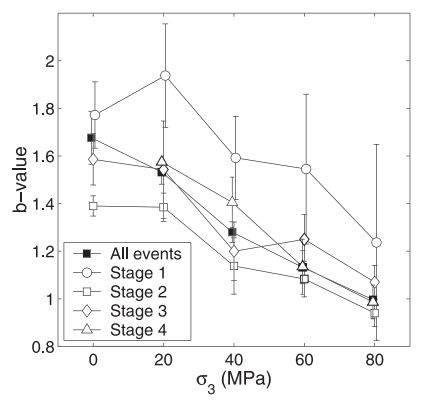 2
1.8
1.6
1.4
1.2
1
0.8
b-value
All events
Stage 1
Stage 2
Stage 3
Stage 4
0 20 40 60 80
σ3 (MPa)